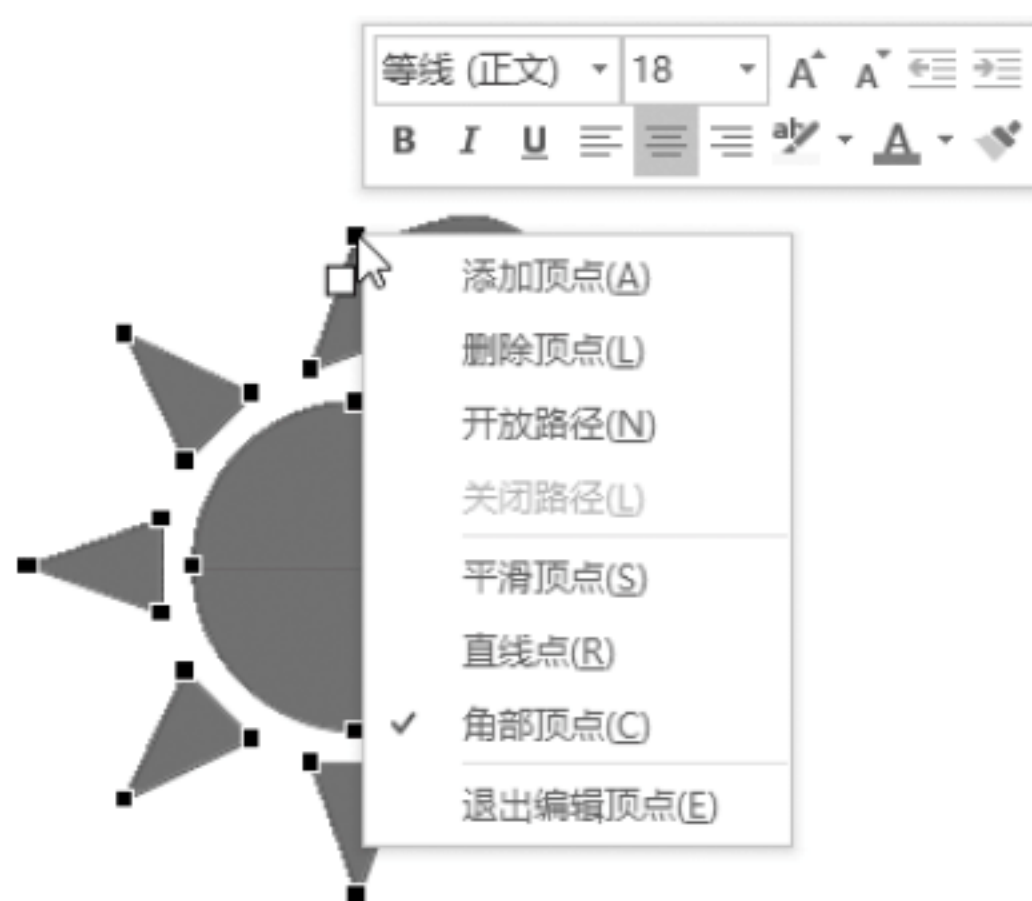 等线 (正文) 18 A A
B I U ab A
添加顶点(A)
删除顶点(L)
开放路径(N)
关闭路径(L)
平滑顶点(S)
直线点(R)
角部顶点(C)
退出编辑顶点(E)